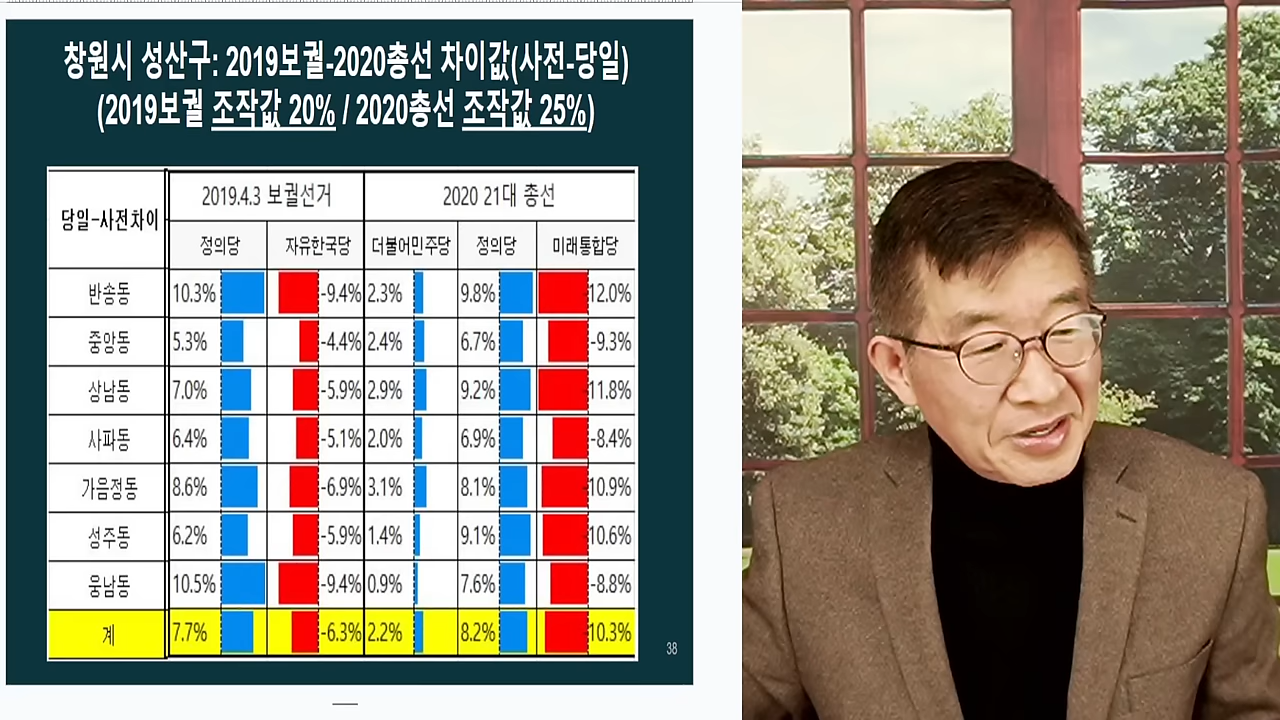 창원시 성산구: 2019보궐-2020총선 차이값(사전-당일)
(2019보궐 조작값 20% / 2020총선 조작값 25%)
당일-사전차이 2019.4.3 보궐선거 2020 21대 총선
정의당 자유한국당 더불어민주당 정의당 미래통합당
반송동 10.3% -9.4% 2.3% 9.8% 12.0%
중앙동 5.3% -4.4% 2.4% 6.7% -9.3%
상남동 7.0% -5.9% 2.9% 9.2% 11.8%
사파동 6.4% -5.1% 2.0% 6.9% -8.4%
가음정동 8.6% -6.9% 3.1% 8.1% 10.9%
성주동 6.2% -5.9% 1.4% 9.1% 10.6%
웅남동 10.5% -9.4% 0.9% 7.6% -8.8%
계 7.7% -6.3% 2.2% 8.2% 10.3%
38